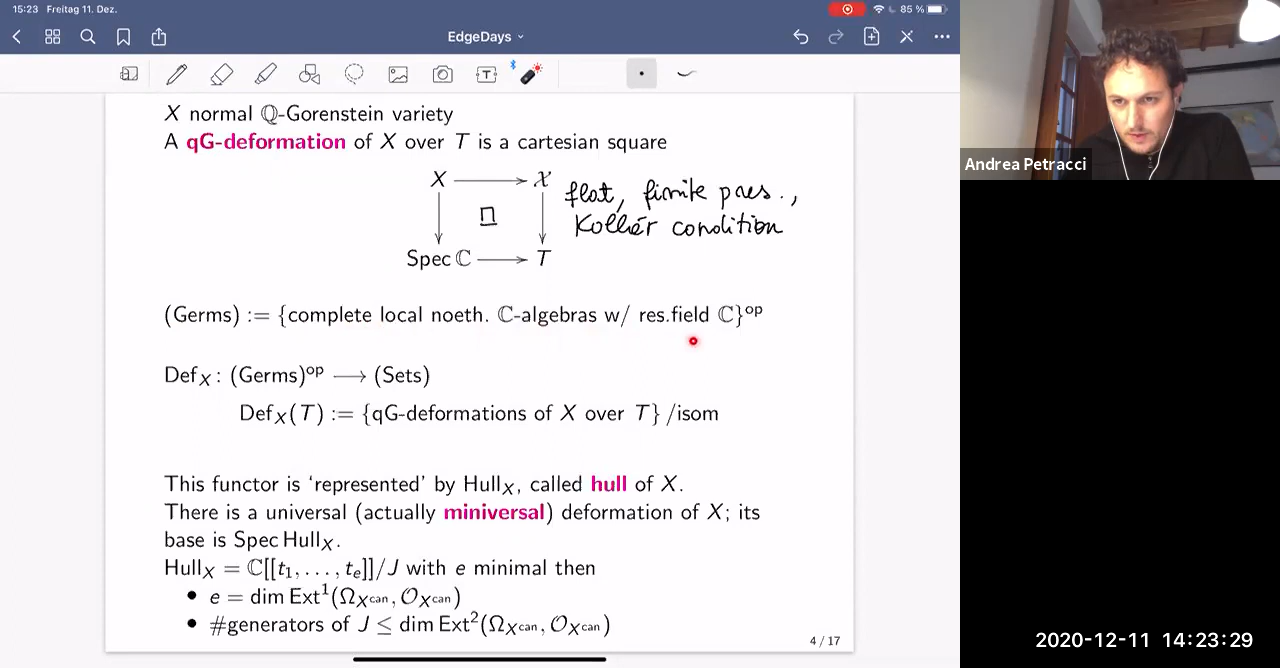 15:23 Freitag 11. Dez.
85 %
EdgeDays
X normal ℚ-Gorenstein variety
A qG-deformation of X over T is a cartesian square
X 𝒳 flat, finite pres.,
Kollár condition
Spec ℂ T
(Germs) := {complete local noeth. ℂ-algebras w/ res.field ℂ}^op
Def_X : (Germs)^op ⟶ (Sets)
Def_X(T) := {qG-deformations of X over T} /isom
This functor is ‘represented’ by Hull_X, called hull of X.
There is a universal (actually miniversal) deformation of X; its
base is Spec Hull_X.
Hull_X = ℂ[[t_1, . . . , t_e]]/J with e minimal then
• e = dim Ext^1(Ω_X^can, 𝒪_X^can)
• #generators of J ≤ dim Ext^2(Ω_X^can, 𝒪_X^can)
4 / 17
Andrea Petracci
2020-12-11 14:23:29